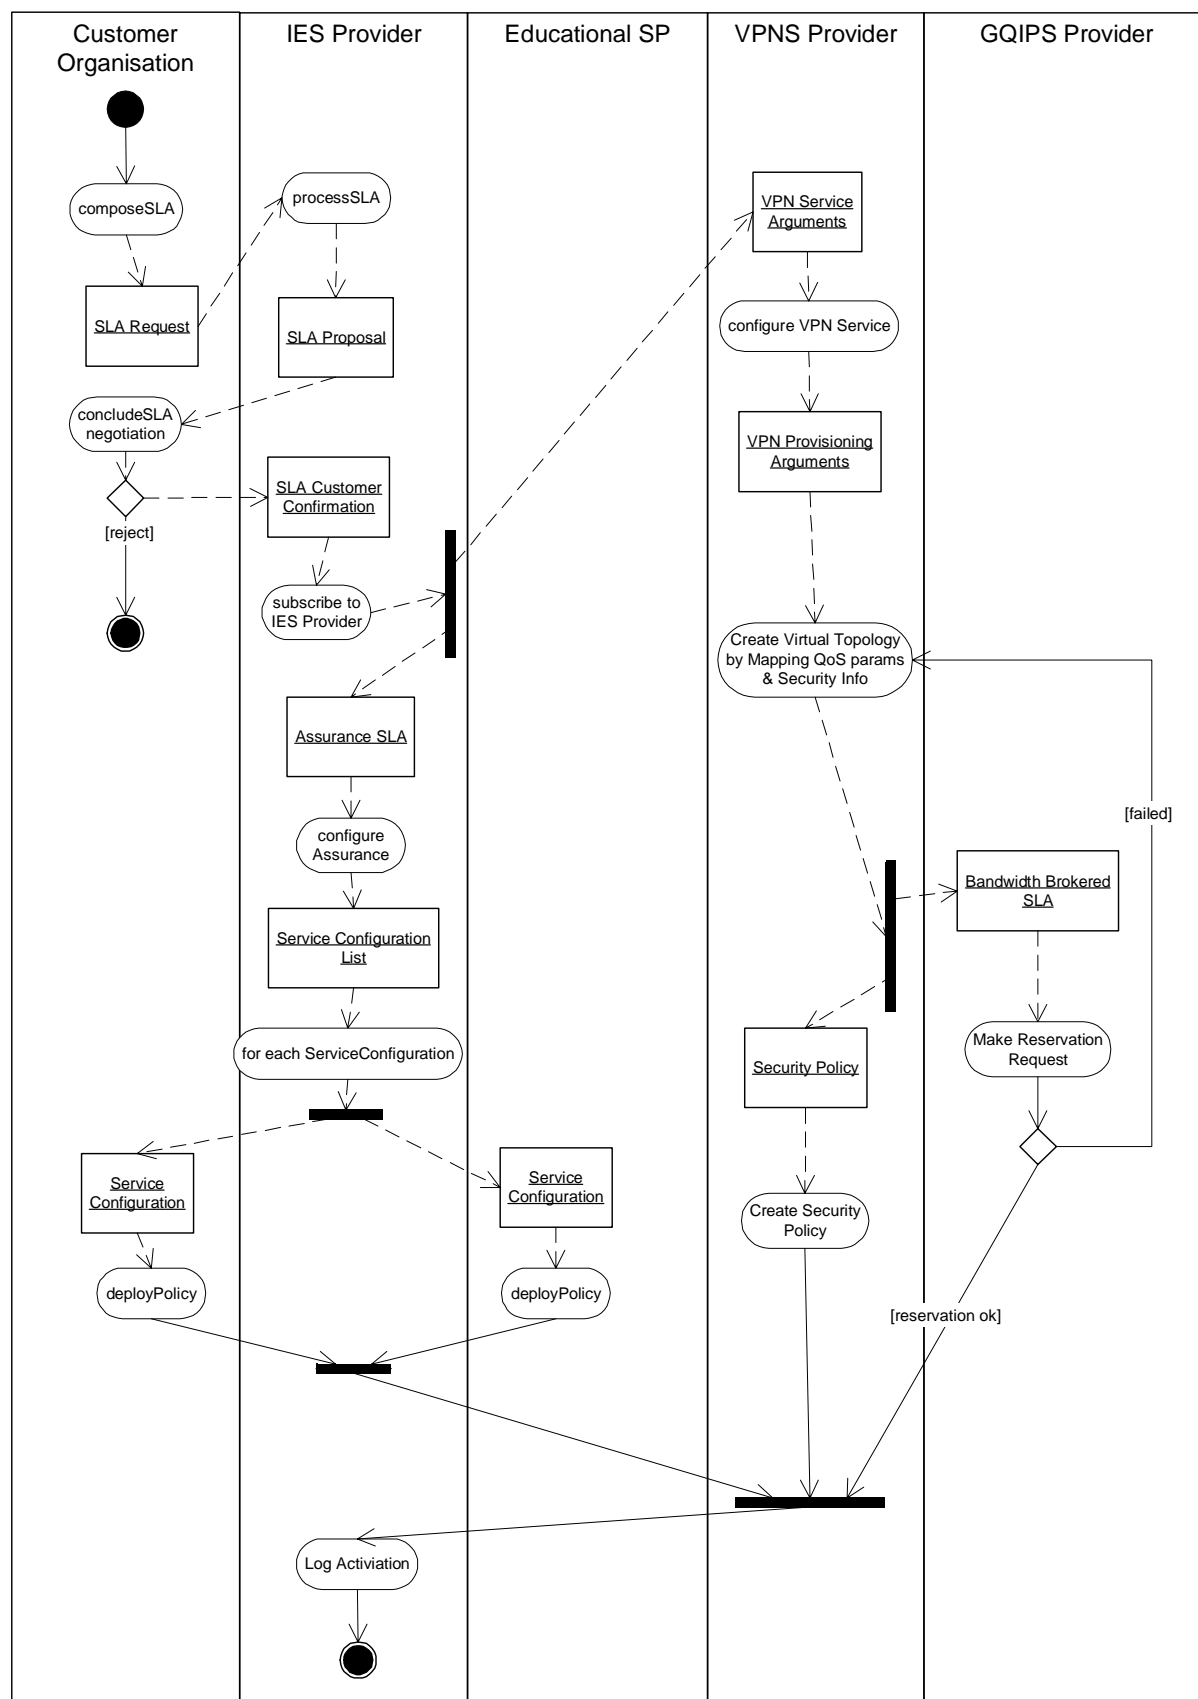 Customer
Organisation
IES Provider
Educational SP
VPNS Provider
GQIPS Provider
composeSLA
processSLA
VPN Service
Arguments
SLA Request
SLA Proposal
configure VPN Service
concludeSLA
negotiation
VPN Provisioning
Arguments
SLA Customer
Confirmation
[reject]
subscribe to
IES Provider
Create Virtual Topology
by Mapping QoS params
& Security Info
Assurance SLA
[failed]
configure
Assurance
Bandwidth Brokered
SLA
Service Configuration
List
Make Reservation
Request
for each ServiceConfiguration
Security Policy
Service
Configuration
Service
Configuration
Create Security
Policy
deployPolicy
deployPolicy
[reservation ok]
Log Activiation